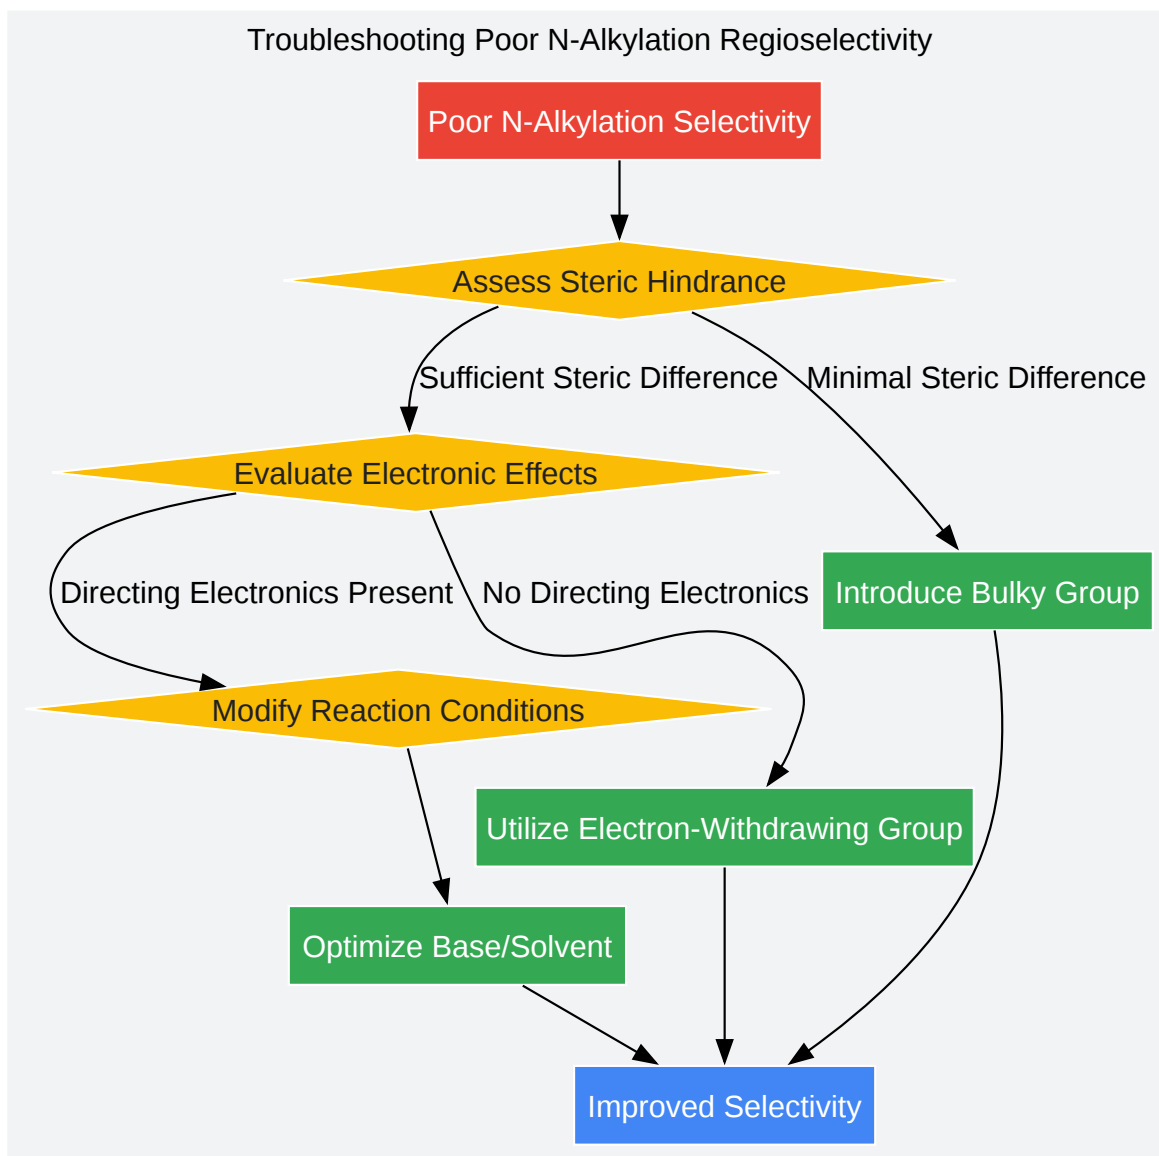 Troubleshooting Poor N-Alkylation Regioselectivity
Poor N-Alkylation Selectivity
Assess Steric Hindrance
Sufficient Steric Difference
Minimal Steric Difference
Evaluate Electronic Effects
Directing Electronics Present
No Directing Electronics
Introduce Bulky Group
Modify Reaction Conditions
Utilize Electron-Withdrawing Group
Optimize Base/Solvent
Improved Selectivity